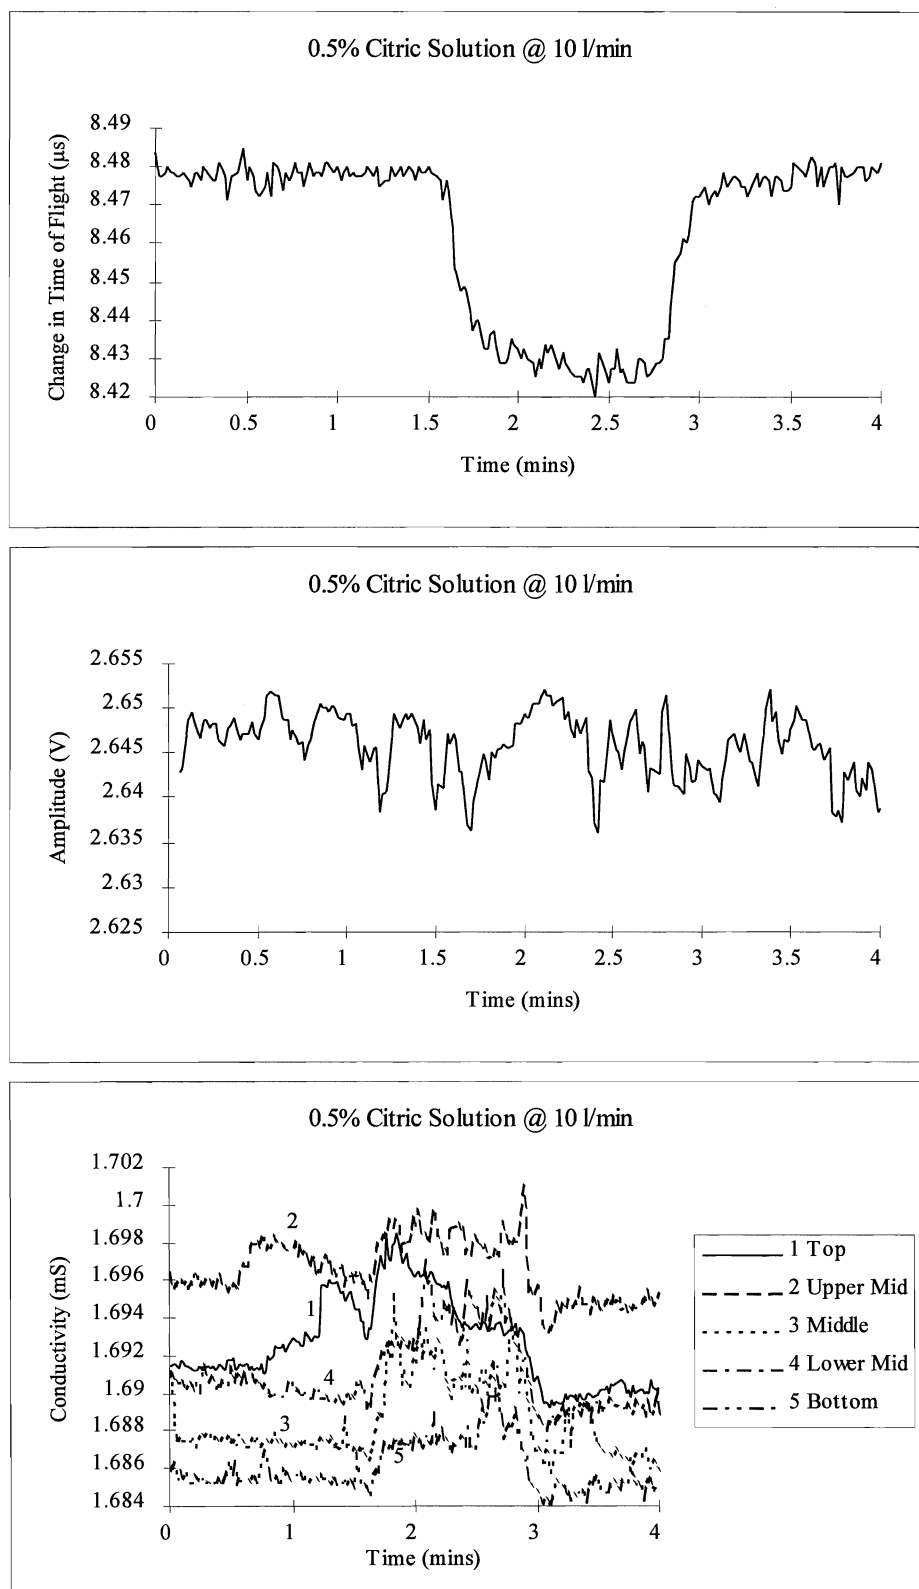 0.5% Citric Solution @ 10 l/min
8.49
8.48
8.47
8.46
8.45
8.44
8.43
8.42
Change in Time of Flight (µs)
0 0.5 1 1.5 2 2.5 3 3.5 4
Time (mins)
0.5% Citric Solution @ 10 l/min
2.655
2.65
2.645
2.64
2.635
2.63
2.625
Amplitude (V)
0 0.5 1 1.5 2 2.5 3 3.5 4
Time (mins)
0.5% Citric Solution @ 10 l/min
1.702
1.7
1.698
1.696
1.694
1.692
1.69
1.688
1.686
1.684
Conductivity (mS)
2
1
4
3
5
0 1 2 3 4
Time (mins)
1 Top
2 Upper Mid
3 Middle
4 Lower Mid
5 Bottom